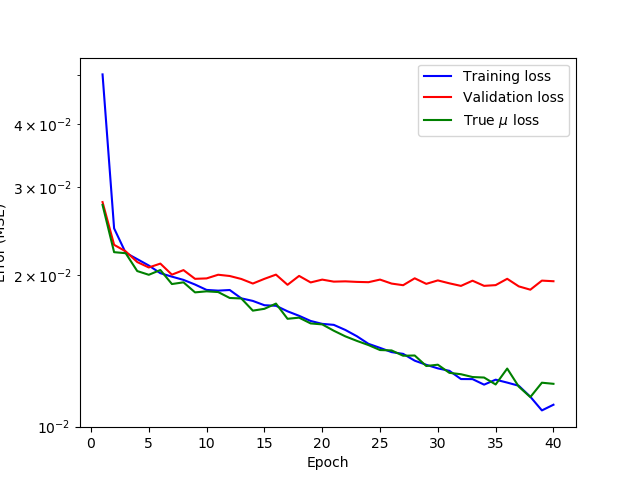 Training loss
Validation loss
True μ loss
4 × 10⁻²
3 × 10⁻²
2 × 10⁻²
10⁻²
0 5 10 15 20 25 30 35 40
Epoch
Error (MSE)